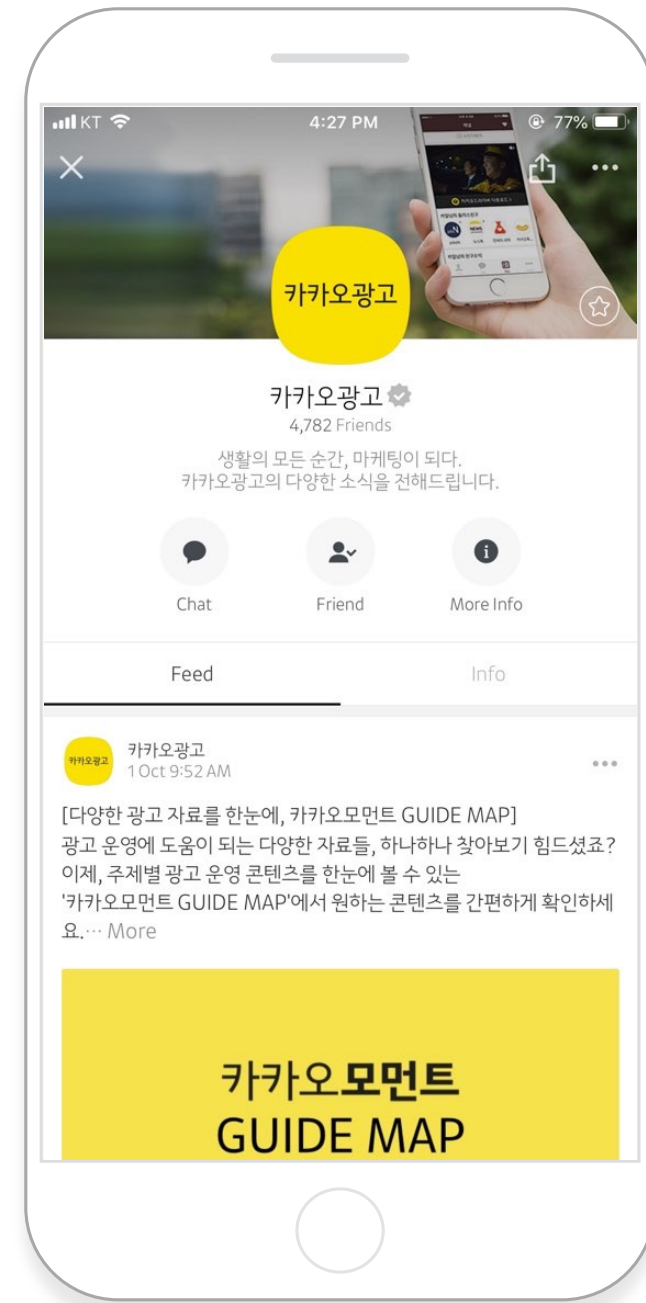 KT 4:27 PM 77%
카카오광고
카카오광고
4,782 Friends
생활의 모든 순간, 마케팅이 되다.
카카오광고의 다양한 소식을 전해드립니다.
Chat Friend More Info
Feed Info
카카오광고
카카오광고
1 Oct 9:52 AM
[다양한 광고 자료를 한눈에, 카카오모먼트 GUIDE MAP]
광고 운영에 도움이 되는 다양한 자료들, 하나하나 찾아보기 힘드셨죠?
이제, 주제별 광고 운영 콘텐츠를 한눈에 볼 수 있는
'카카오모먼트 GUIDE MAP'에서 원하는 콘텐츠를 간편하게 확인하세
요.… More
카카오모먼트
GUIDE MAP